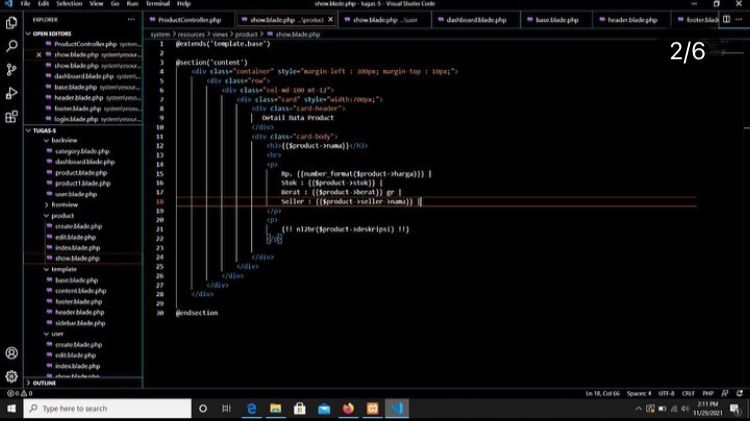 File Edit Selection View Go Run Terminal Help
show.blade.php - tugas-5 - Visual Studio Code
EXPLORER
ProductController.php
show.blade.php ...\product
show.blade.php ...\user
dashboard.blade.php
base.blade.php
header.blade.php
footer.blade
2/6
OPEN EDITORS
ProductController.php system...
show.blade.php system\resour...
show.blade.php system\resour...
dashboard.blade.php system\...
base.blade.php system\resour...
header.blade.php system\reso...
footer.blade.php system\resou...
login.blade.php system\resour...
TUGAS-5
backview
category.blade.php
dashboard.blade.php
product.blade.php
product1.blade.php
user.blade.php
frontview
product
create.blade.php
edit.blade.php
index.blade.php
show.blade.php
template
base.blade.php
content.blade.php
footer.blade.php
header.blade.php
sidebar.blade.php
user
create.blade.php
edit.blade.php
index.blade.php
show.blade.php
OUTLINE
system > resources > views > product > show.blade.php
1 @extends('template.base')
2
3 @section('content')
4 <div class="container" style="margin-left : 300px; margin-top : 10px;">
5 <div class="row">
6 <div class="col-md-100 mt-12">
7 <div class="card" style="width:700px;">
8 <div class="card-header">
9 Detail Data Product
10 </div>
11 <div class="card-body">
12 <h3>{{$product->nama}}</h3>
13 <hr>
14 <p>
15 Rp. {{number_format($product->harga)}} |
16 Stok : {{$product->stok}} |
17 Berat : {{$product->berat}} gr |
18 Seller : {{$product->seller->nama}} |
19 </p>
20 <p>
21 {!! nl2br($product->deskripsi) !!}
22 </p>
23
24 </div>
25 </div>
26 </div>
27 </div>
28 </div>
29
30 @endsection
0 0
Ln 18, Col 66 Spaces: 4 UTF-8 CRLF PHP
Type here to search
2:11 PM
11/29/2021